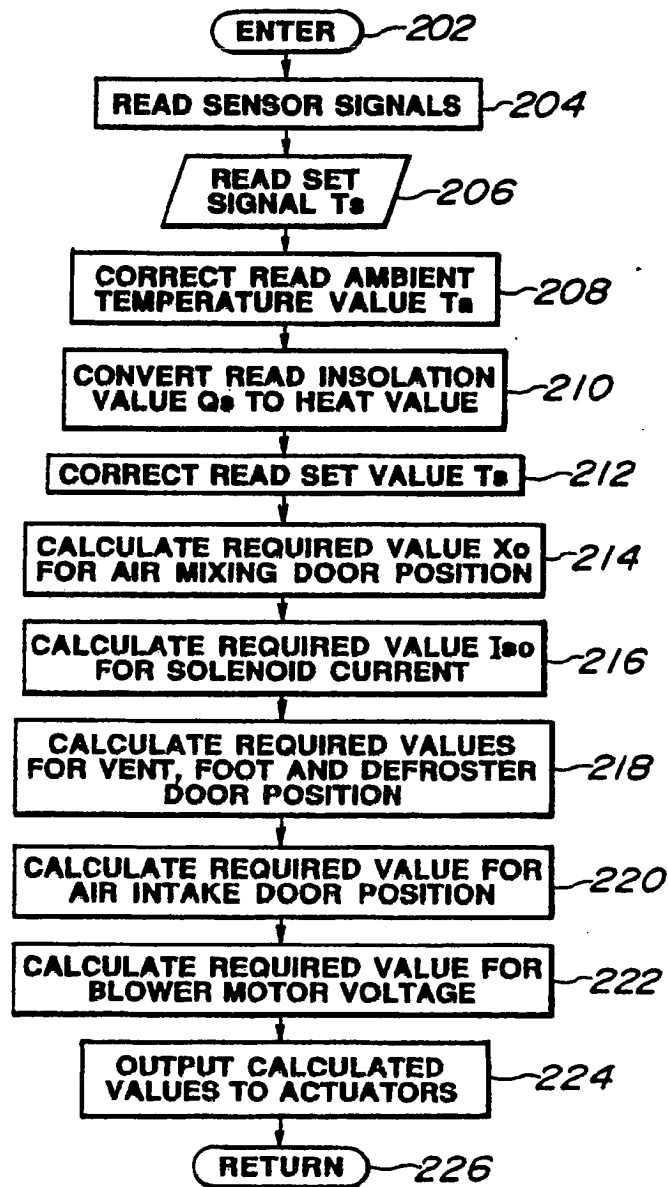 ENTER 202
READ SENSOR SIGNALS 204
READ SET
SIGNAL Ts 206
CORRECT READ AMBIENT
TEMPERATURE VALUE Ta 208
CONVERT READ INSOLATION
VALUE Qs TO HEAT VALUE 210
CORRECT READ SET VALUE Ts 212
CALCULATE REQUIRED VALUE Xo
FOR AIR MIXING DOOR POSITION 214
CALCULATE REQUIRED VALUE Iso
FOR SOLENOID CURRENT 216
CALCULATE REQUIRED VALUES
FOR VENT, FOOT AND DEFROSTER
DOOR POSITION 218
CALCULATE REQUIRED VALUE FOR
AIR INTAKE DOOR POSITION 220
CALCULATE REQUIRED VALUE FOR
BLOWER MOTOR VOLTAGE 222
OUTPUT CALCULATED
VALUES TO ACTUATORS 224
RETURN 226